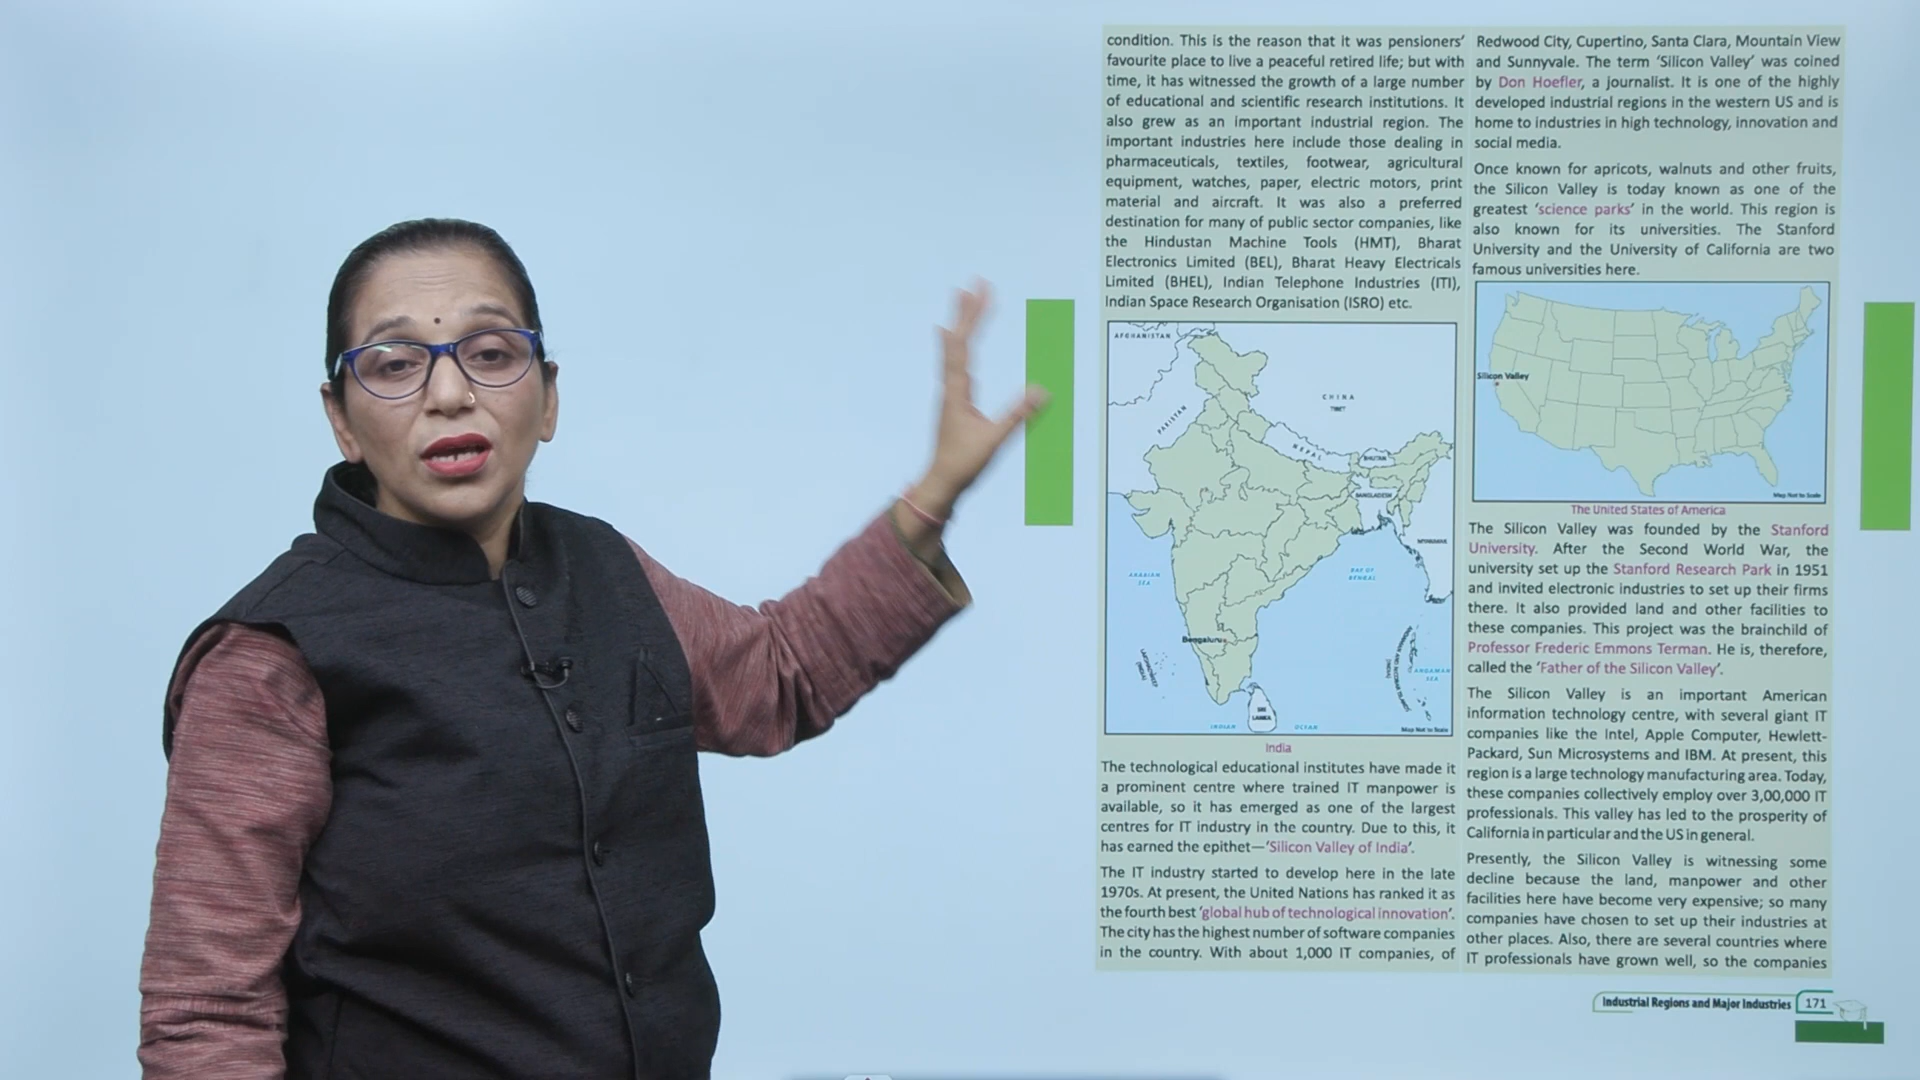 condition. This is the reason that it was pensioners’
favourite place to live a peaceful retired life; but with
time, it has witnessed the growth of a large number
of educational and scientific research institutions. It
also grew as an important industrial region. The
important industries here include those dealing in
pharmaceuticals, textiles, footwear, agricultural
equipment, watches, paper, electric motors, print
material and aircraft. It was also a preferred
destination for many of public sector companies, like
the Hindustan Machine Tools (HMT), Bharat
Electronics Limited (BEL), Bharat Heavy Electricals
Limited (BHEL), Indian Telephone Industries (ITI),
Indian Space Research Organisation (ISRO) etc.
AFGHANISTAN
CHINA
TIBET
PAKISTAN
NEPAL
BHUTAN
BANGLADESH
MYANMAR
ARABIAN
SEA
BAY OF
BENGAL
Bengaluru
LAKSHADWEEP
(INDIA)
ANDAMAN AND NICOBAR ISLANDS
(INDIA)
ANDAMAN
SEA
SRI
LANKA
INDIAN OCEAN
Map Not to Scale
India
The technological educational institutes have made it
a prominent centre where trained IT manpower is
available, so it has emerged as one of the largest
centres for IT industry in the country. Due to this, it
has earned the epithet—‘Silicon Valley of India’.
The IT industry started to develop here in the late
1970s. At present, the United Nations has ranked it as
the fourth best ‘global hub of technological innovation’.
The city has the highest number of software companies
in the country. With about 1,000 IT companies, of
Redwood City, Cupertino, Santa Clara, Mountain View
and Sunnyvale. The term ‘Silicon Valley’ was coined
by Don Hoefler, a journalist. It is one of the highly
developed industrial regions in the western US and is
home to industries in high technology, innovation and
social media.
Once known for apricots, walnuts and other fruits,
the Silicon Valley is today known as one of the
greatest ‘science parks’ in the world. This region is
also known for its universities. The Stanford
University and the University of California are two
famous universities here.
Silicon Valley
Map Not to Scale
The United States of America
The Silicon Valley was founded by the Stanford
University. After the Second World War, the
university set up the Stanford Research Park in 1951
and invited electronic industries to set up their firms
there. It also provided land and other facilities to
these companies. This project was the brainchild of
Professor Frederic Emmons Terman. He is, therefore,
called the ‘Father of the Silicon Valley’.
The Silicon Valley is an important American
information technology centre, with several giant IT
companies like the Intel, Apple Computer, Hewlett-
Packard, Sun Microsystems and IBM. At present, this
region is a large technology manufacturing area. Today,
these companies collectively employ over 3,00,000 IT
professionals. This valley has led to the prosperity of
California in particular and the US in general.
Presently, the Silicon Valley is witnessing some
decline because the land, manpower and other
facilities here have become very expensive; so many
companies have chosen to set up their industries at
other places. Also, there are several countries where
IT professionals have grown well, so the companies
Industrial Regions and Major Industries 171